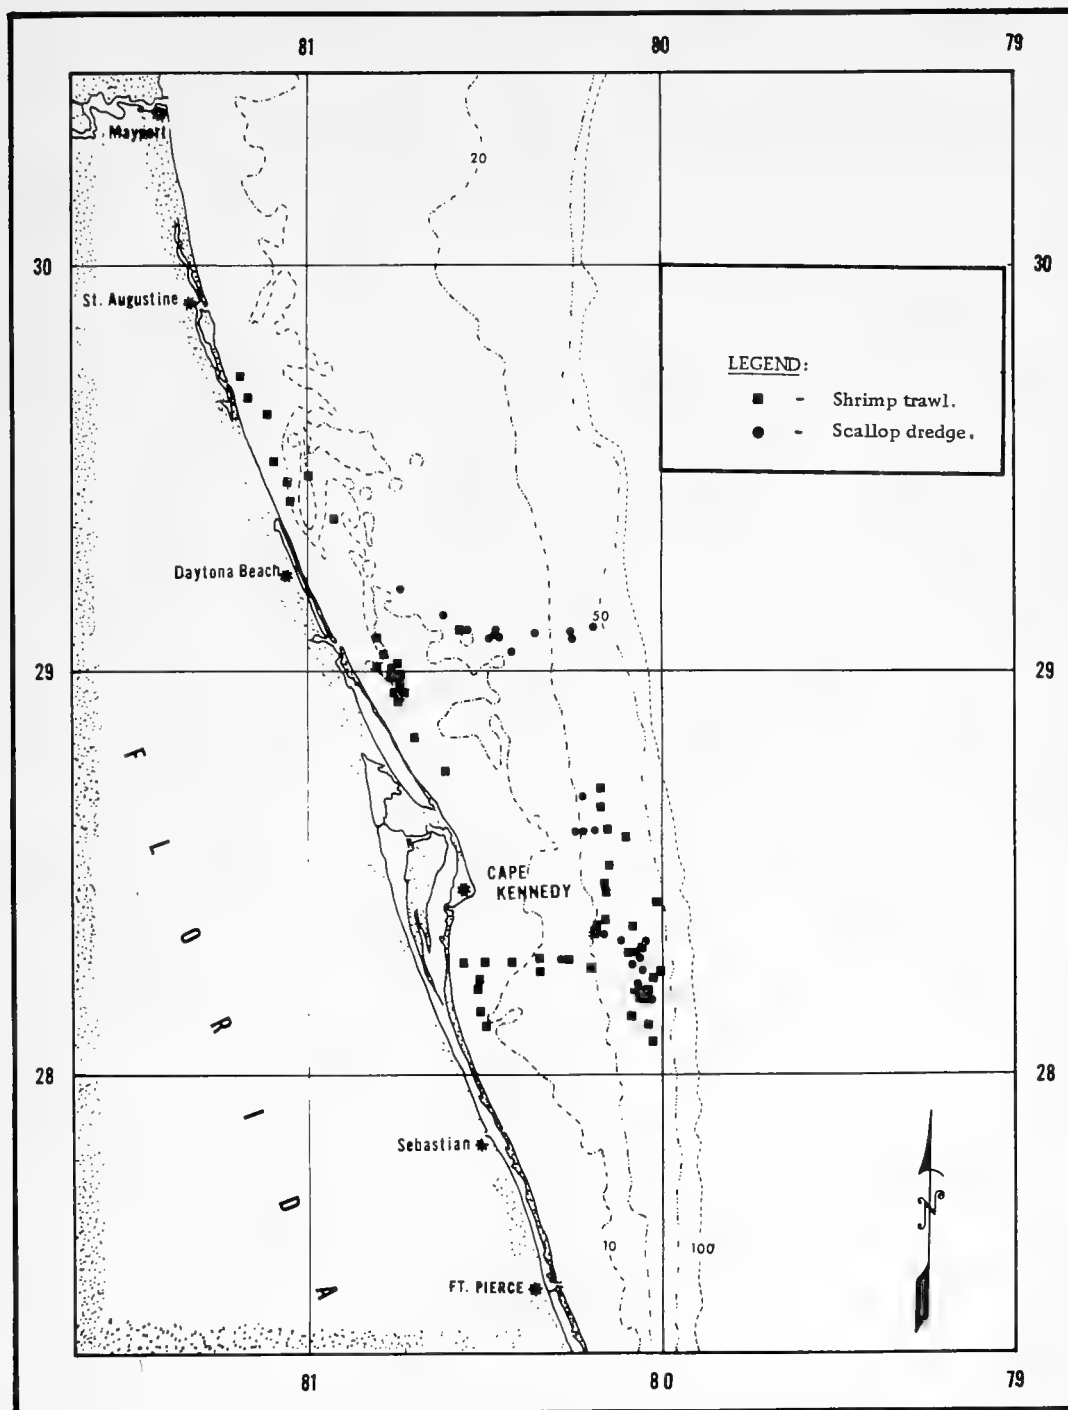 81 80 79
Mayport
20
30 30
St. Augustine
LEGEND:
■ - Shrimp trawl.
● - Scallop dredge.
Daytona Beach
50
29 29
FLORIDA
CAPE
KENNEDY
28 28
Sebastian
N
10 100
FT. PIERCE
81 80 79